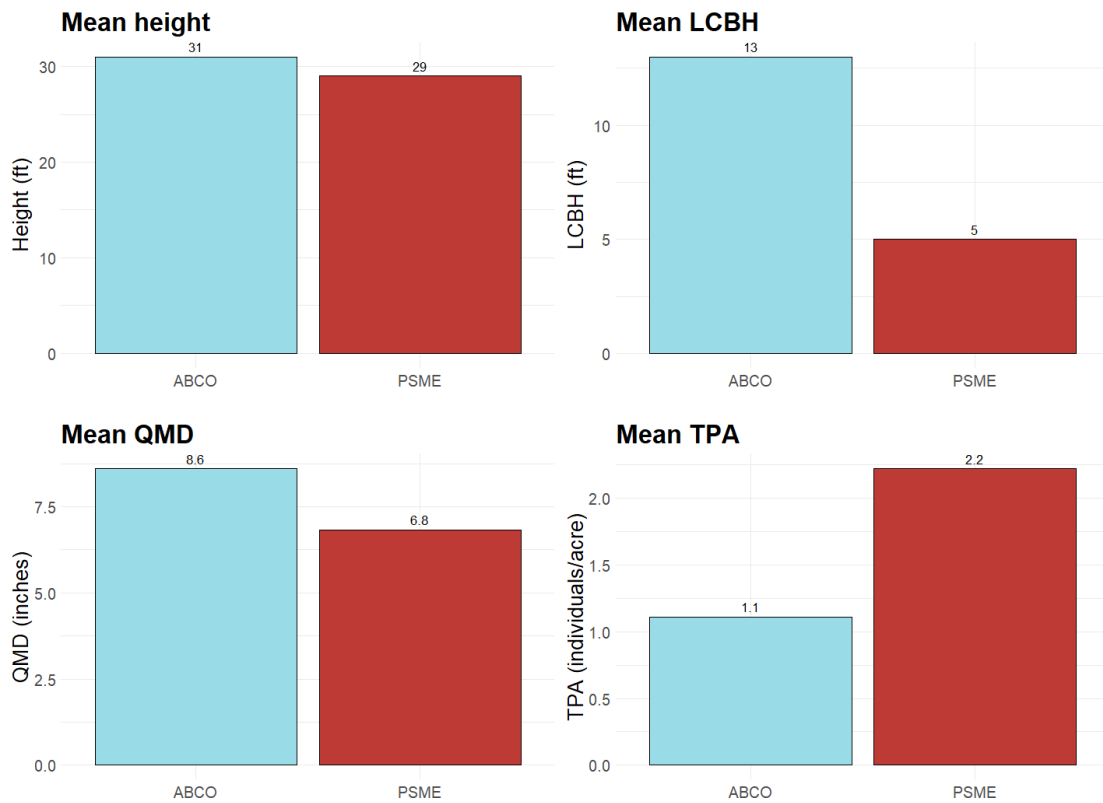 Mean height
31
29
30
20
10
0
Height (ft)
ABCO
PSME
Mean LCBH
13
5
10
5
0
LCBH (ft)
ABCO
PSME
Mean QMD
8.6
6.8
7.5
5.0
2.5
0.0
QMD (inches)
ABCO
PSME
Mean TPA
2.2
1.1
2.0
1.5
1.0
0.5
0.0
TPA (individuals/acre)
ABCO
PSME